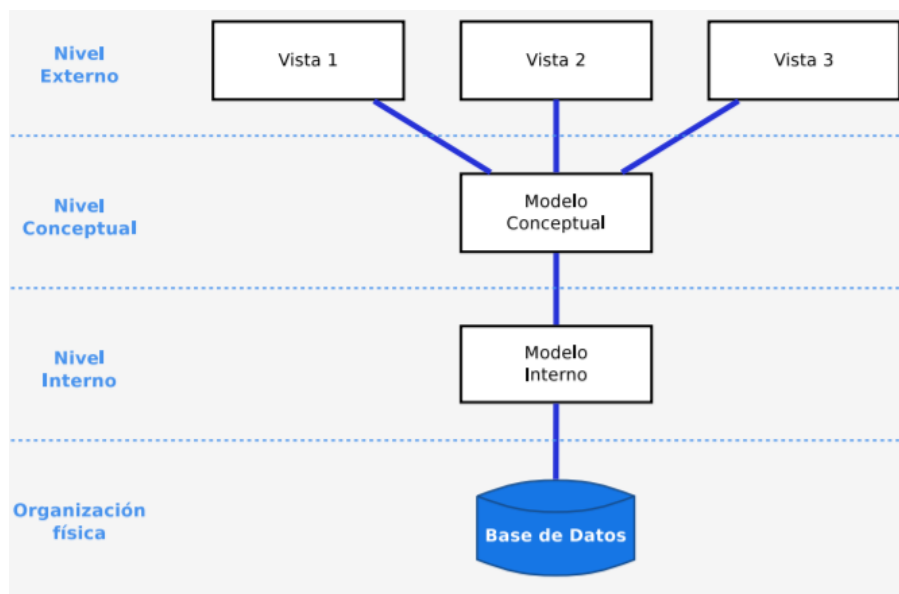 Nivel
Externo
Vista 1
Vista 2
Vista 3
Nivel
Conceptual
Modelo
Conceptual
Nivel
Interno
Modelo
Interno
Organización
física
Base de Datos